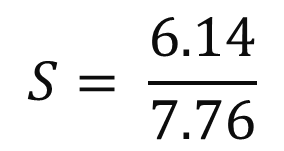 S = 6.14 / 7.76